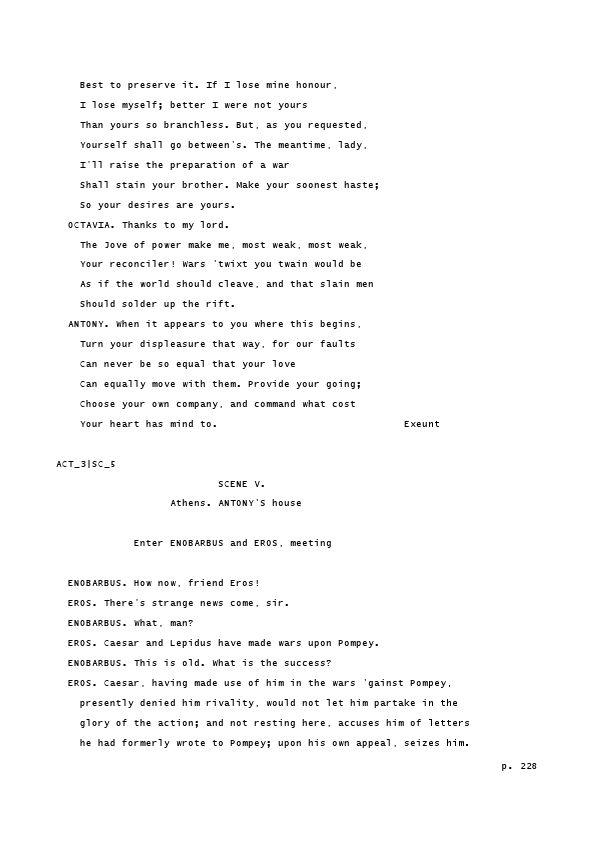 Best to preserve it. If I lose mine honour,
I lose myself; better I were not yours
Than yours so branchless. But, as you requested,
Yourself shall go between's. The meantime, lady,
I'll raise the preparation of a war
Shall stain your brother. Make your soonest haste;
So your desires are yours.
OCTAVIA. Thanks to my lord.
The Jove of power make me, most weak, most weak,
Your reconciler! Wars 'twixt you twain would be
As if the world should cleave, and that slain men
Should solder up the rift.
ANTONY. When it appears to you where this begins,
Turn your displeasure that way, for our faults
Can never be so equal that your love
Can equally move with them. Provide your going;
Choose your own company, and command what cost
Your heart has mind to. Exeunt
ACT_3|SC_5
SCENE V.
Athens. ANTONY'S house
Enter ENOBARBUS and EROS, meeting
ENOBARBUS. How now, friend Eros!
EROS. There's strange news come, sir.
ENOBARBUS. What, man?
EROS. Caesar and Lepidus have made wars upon Pompey.
ENOBARBUS. This is old. What is the success?
EROS. Caesar, having made use of him in the wars 'gainst Pompey,
presently denied him rivality, would not let him partake in the
glory of the action; and not resting here, accuses him of letters
he had formerly wrote to Pompey; upon his own appeal, seizes him.
p. 228